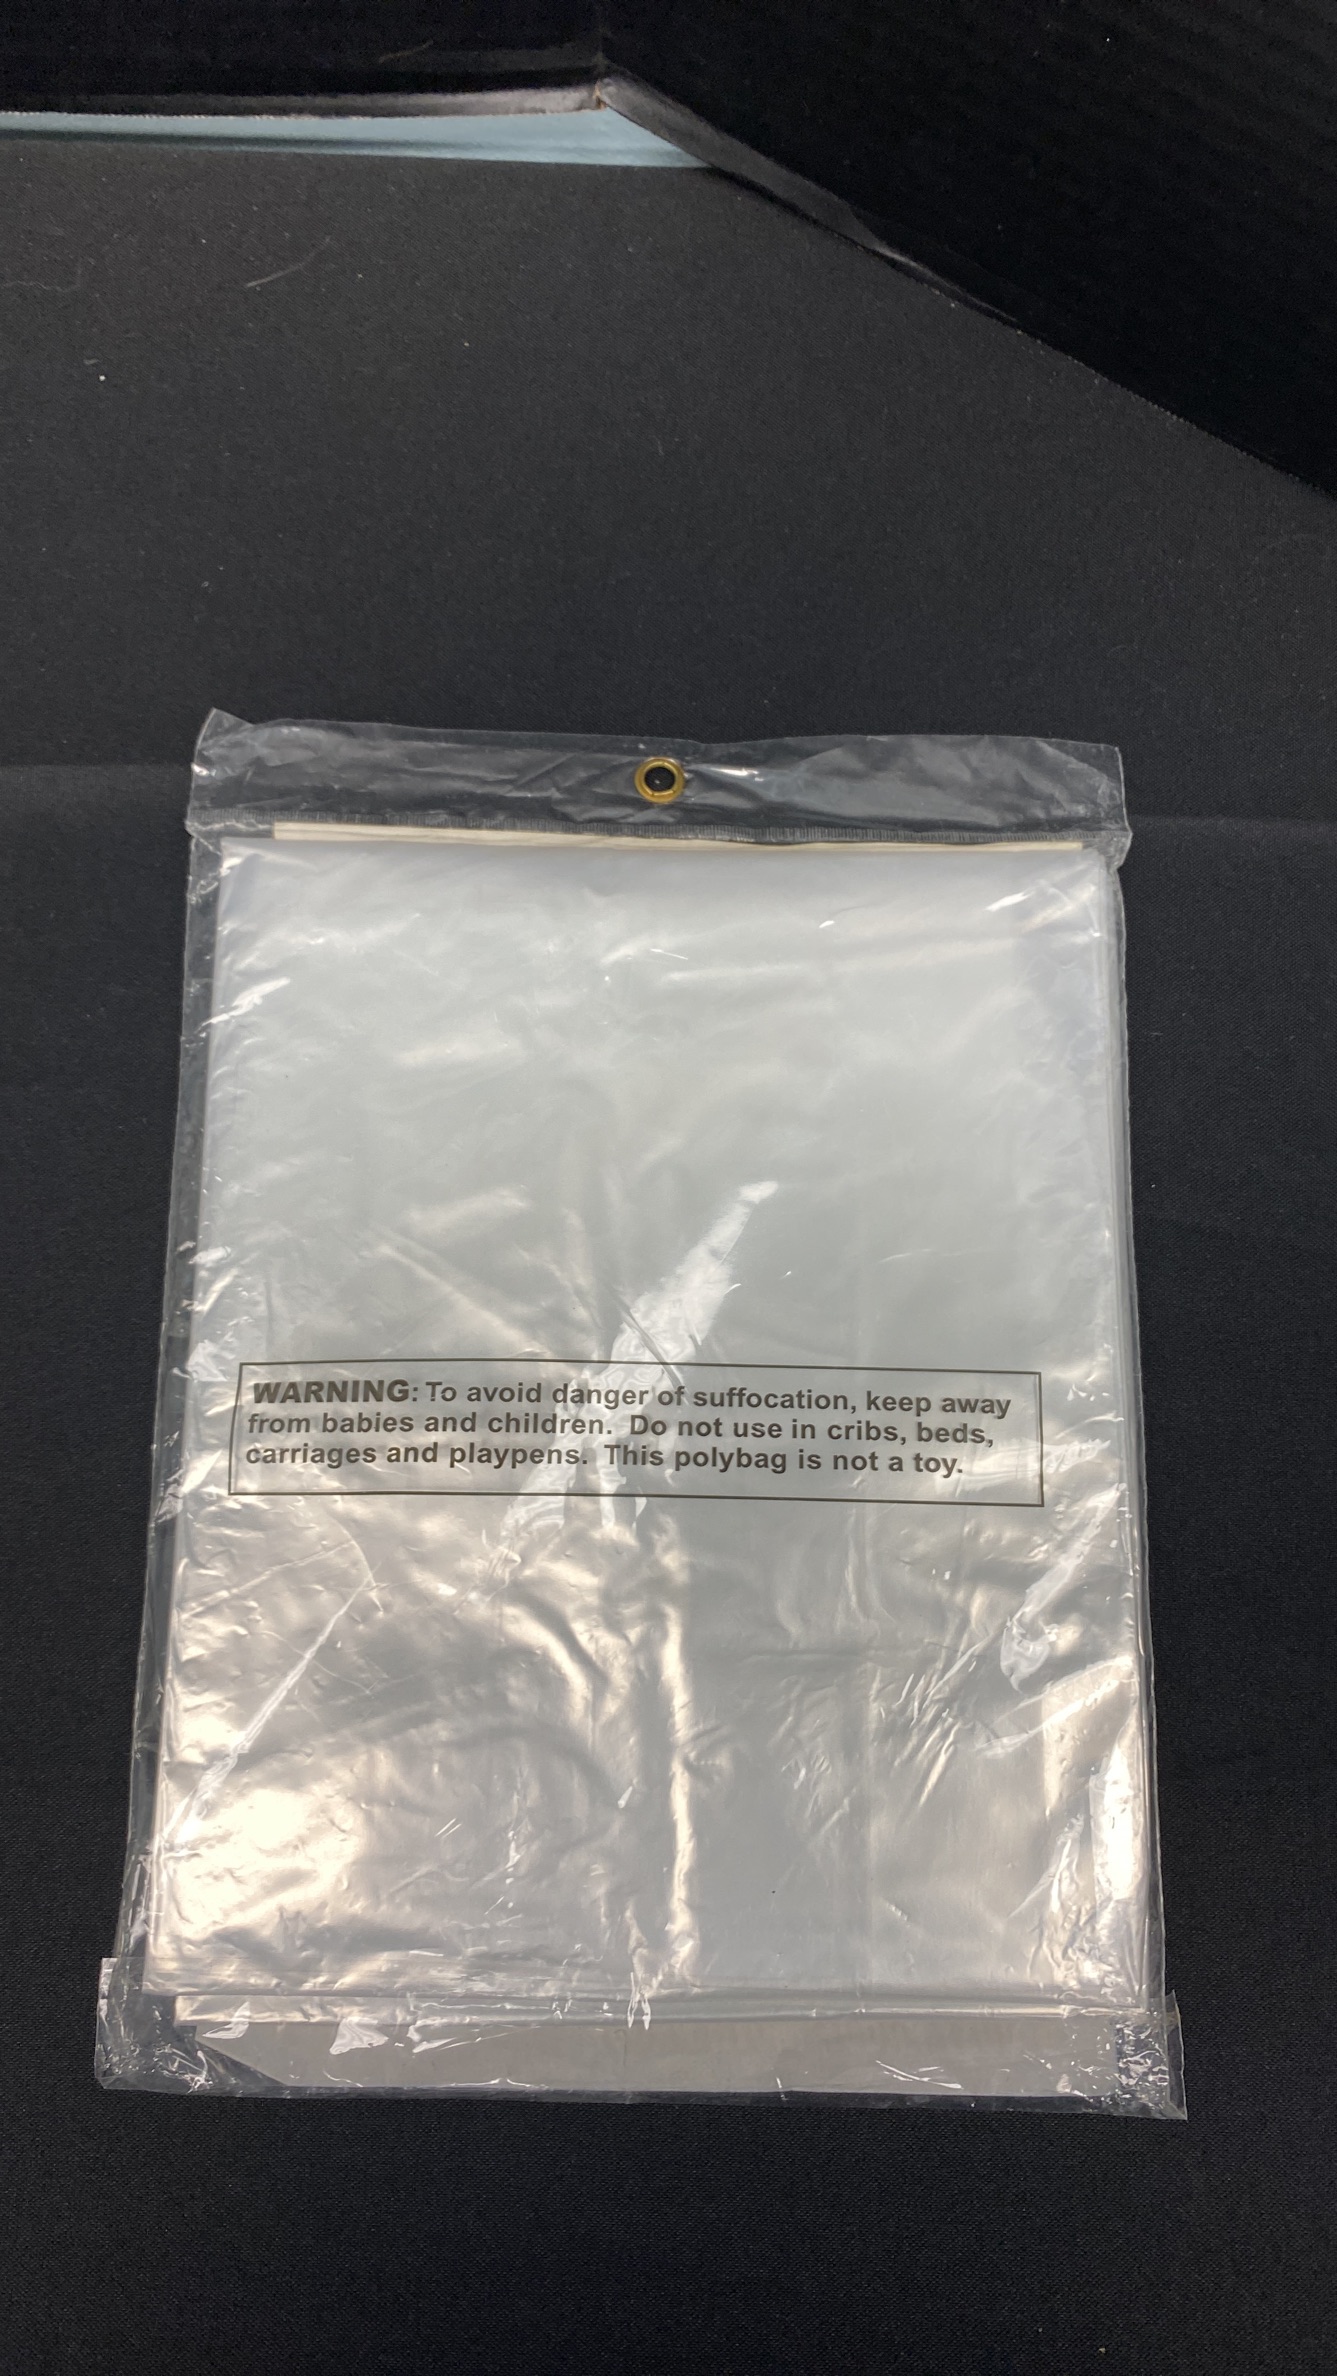 WARNING: To avoid danger of suffocation, keep away
from babies and children. Do not use in cribs, beds,
carriages and playpens. This polybag is not a toy.